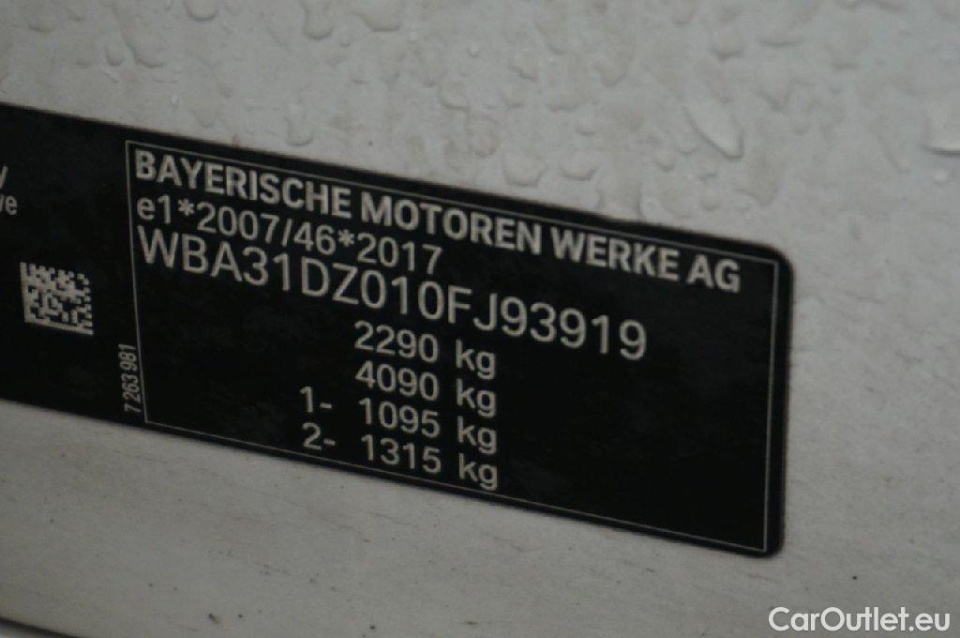 BAYERISCHE MOTOREN WERKE AG
e1*2007/46*2017
WBA31DZ010FJ93919
2290 kg
4090 kg
1- 1095 kg
2- 1315 kg
7 263 981
CarOutlet.eu